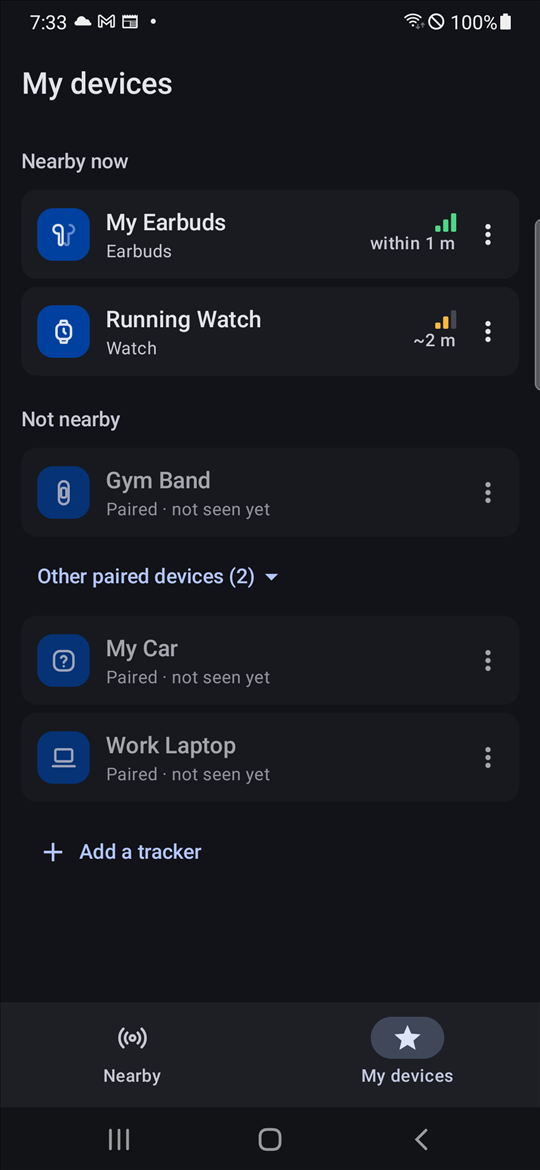 7:33
100%
My devices
Nearby now
My Earbuds
Earbuds
within 1 m
Running Watch
Watch
~2 m
Not nearby
Gym Band
Paired · not seen yet
Other paired devices (2)
My Car
Paired · not seen yet
Work Laptop
Paired · not seen yet
+ Add a tracker
Nearby
My devices